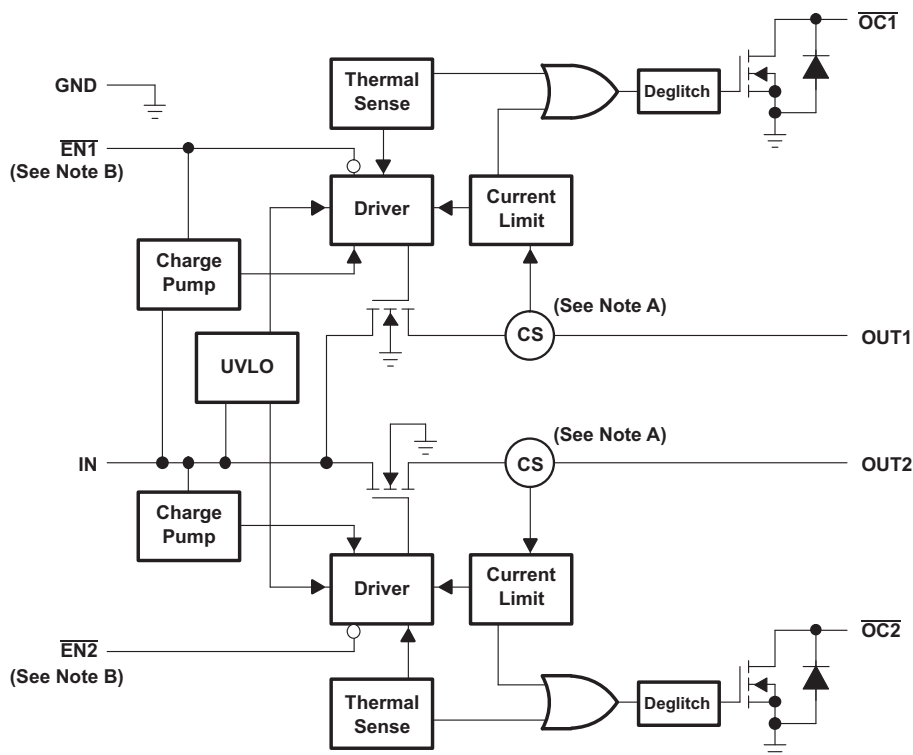 OC1
Thermal
Sense
Deglitch
GND
EN1
(See Note B)
Driver
Current
Limit
Charge
Pump
(See Note A)
CS
OUT1
UVLO
(See Note A)
IN
CS
OUT2
Charge
Pump
Driver
Current
Limit
EN2
(See Note B)
OC2
Thermal
Sense
Deglitch